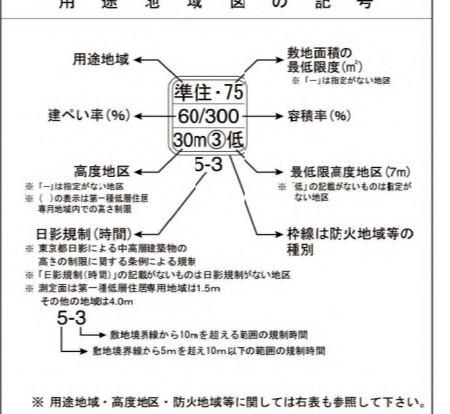 用途地域図の記号
用途地域
敷地面積の
最低限度(㎡)
※「−」は指定がない地区
準住・75
建ぺい率(%)
60/300
容積率(%)
30m③低
高度地区
※「−」は指定がない地区
※( )の表示は第一種低層住居
専用地域内での高さ制限
5-3
最低限高度地区(7m)
※「低」の記載がないものは指定が
ない地区
日影規制(時間)
※ 東京都日影による中高層建築物の
高さの制限に関する条例による規制
※「日影規制(時間)」の記載がないものは日影規制がない地区
※ 測定面は第一種低層住居専用地域は1.5m
その他の地域は4.0m
枠線は防火地域等の
種別
5-3
敷地境界線から10mを超える範囲の規制時間
敷地境界線から5mを超え10m以下の範囲の規制時間
※ 用途地域・高度地区・防火地域等に関しては右表も参照して下さい。